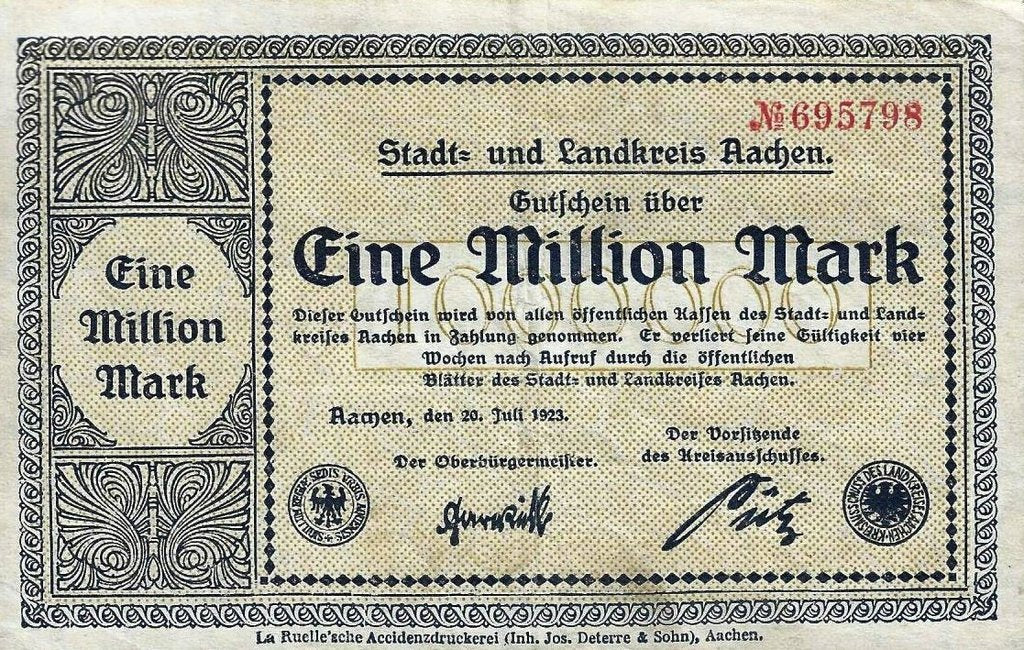 № 695798
Stadt= und Landkreis Aachen.
Gutschein über
Eine Million Mark
1000000
Dieser Gutschein wird von allen öffentlichen Kassen des Stadt= und Land=
kreises Aachen in Zahlung genommen. Er verliert seine Gültigkeit vier
Wochen nach Aufruf durch die öffentlichen
Blätter des Stadt= und Landkreises Aachen.
Aachen, den 20. Juli 1923.
Der Oberbürgermeister.
Der Vorsitzende
des Kreisausschusses.
Eine
Million
Mark
La Ruelle'sche Accidenzdruckerei (Inh. Jos. Deterre & Sohn), Aachen.